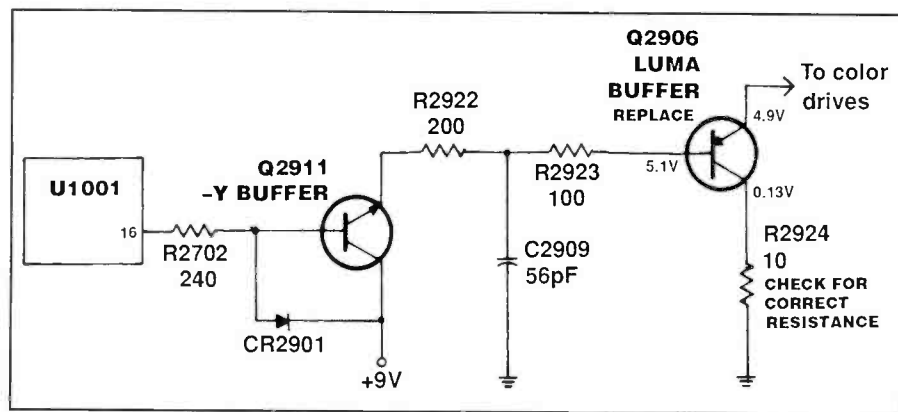 Q2906
LUMA
BUFFER
REPLACE
To color
drives
4.9V
R2922
200
Q2911
–Y BUFFER
U1001
16
R2702
240
R2923
100
5.1V
0.13V
C2909
56pF
R2924
10
CHECK FOR
CORRECT
RESISTANCE
CR2901
+9V